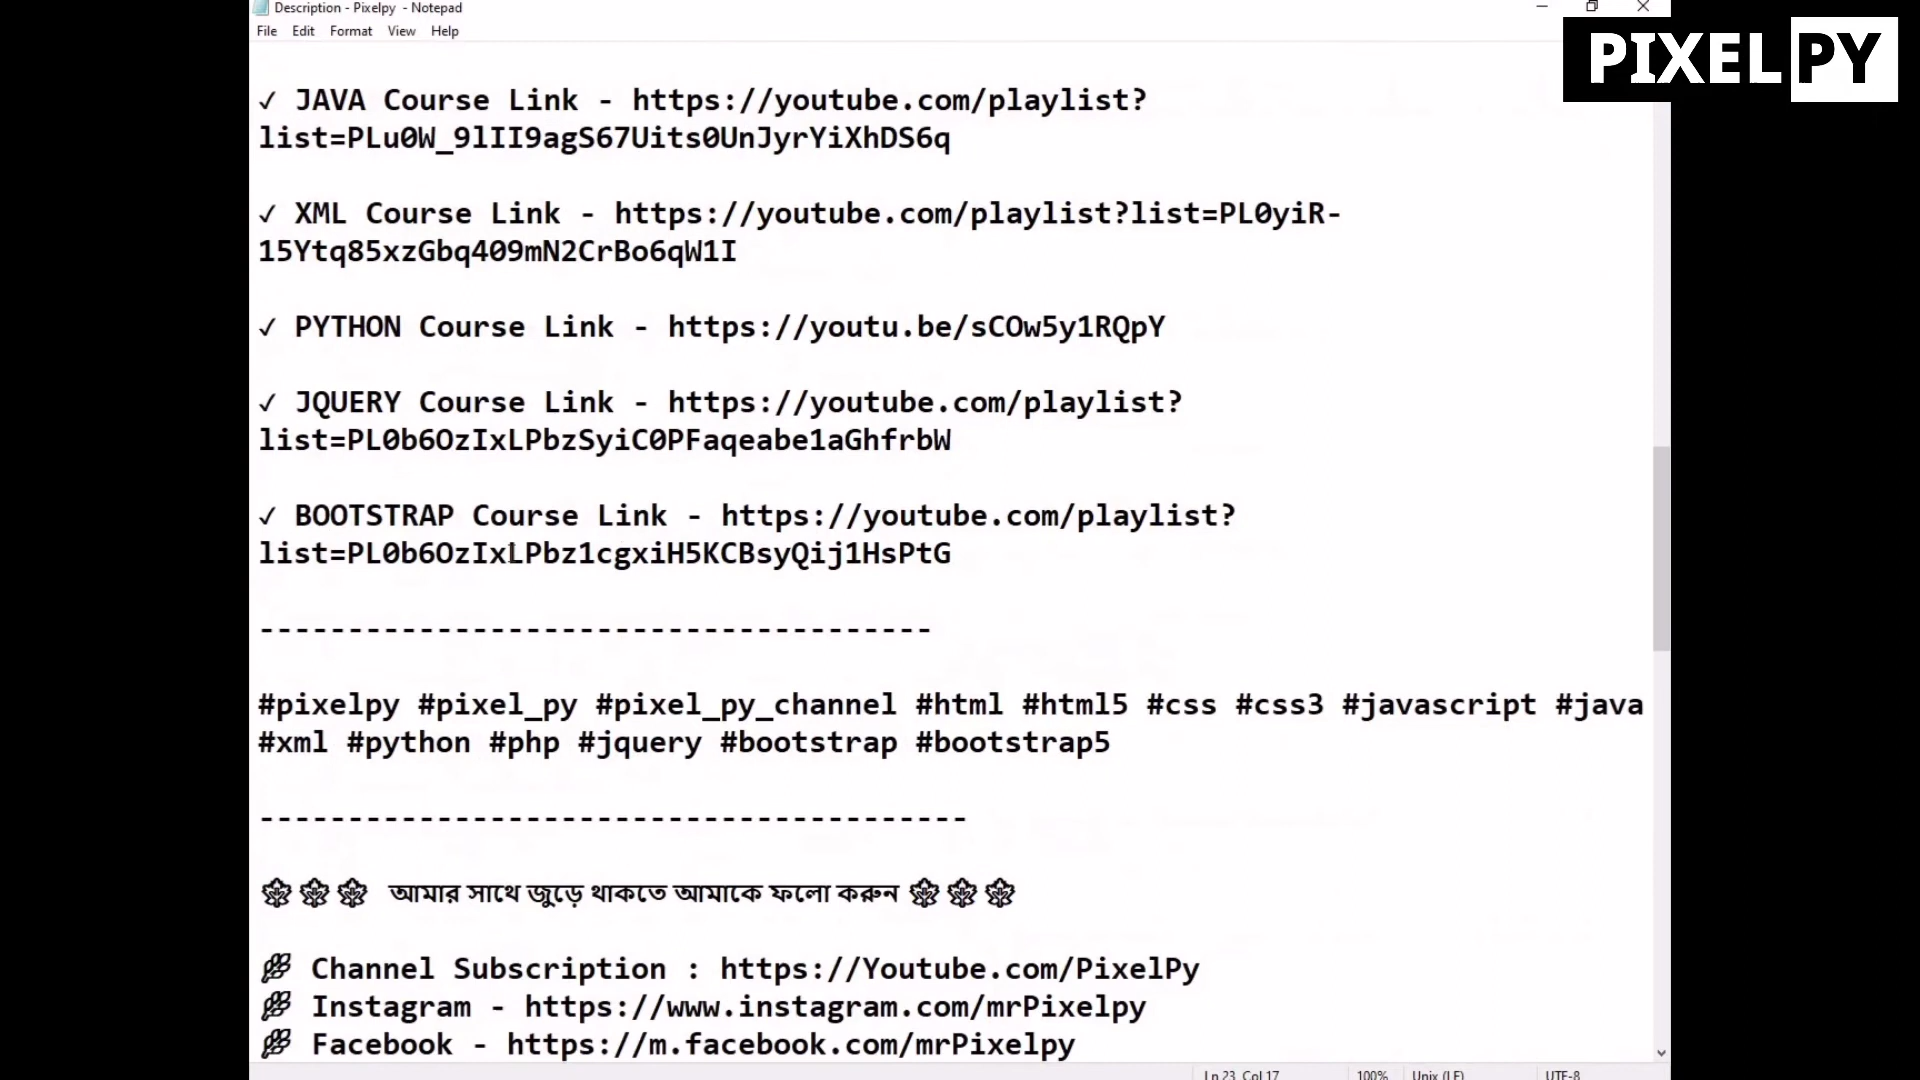 Description - Pixelpy - Notepad
PIXELPY
File Edit Format View Help
✓ JAVA Course Link - https://youtube.com/playlist?
list=PLu0W_9lII9agS67Uits0UnJyrYiXhDS6q
✓ XML Course Link - https://youtube.com/playlist?list=PL0yiR-
15Ytq85xzGbq409mN2CrBo6qW1I
✓ PYTHON Course Link - https://youtu.be/sCOw5y1RQpY
✓ JQUERY Course Link - https://youtube.com/playlist?
list=PL0b6OzIxLPbzSyiC0PFaqeabe1aGhfrbW
✓ BOOTSTRAP Course Link - https://youtube.com/playlist?
list=PL0b6OzIxLPbz1cgxiH5KCBsyQij1HsPtG
--------------------------------------
#pixelpy #pixel_py #pixel_py_channel #html #html5 #css #css3 #javascript #java
#xml #python #php #jquery #bootstrap #bootstrap5
----------------------------------------
আমার সাথে জুড়ে থাকতে আমাকে ফলো করুন
Channel Subscription : https://Youtube.com/PixelPy
Instagram - https://www.instagram.com/mrPixelpy
Facebook - https://m.facebook.com/mrPixelpy
Ln 23, Col 17 100% Unix (LF) UTF-8